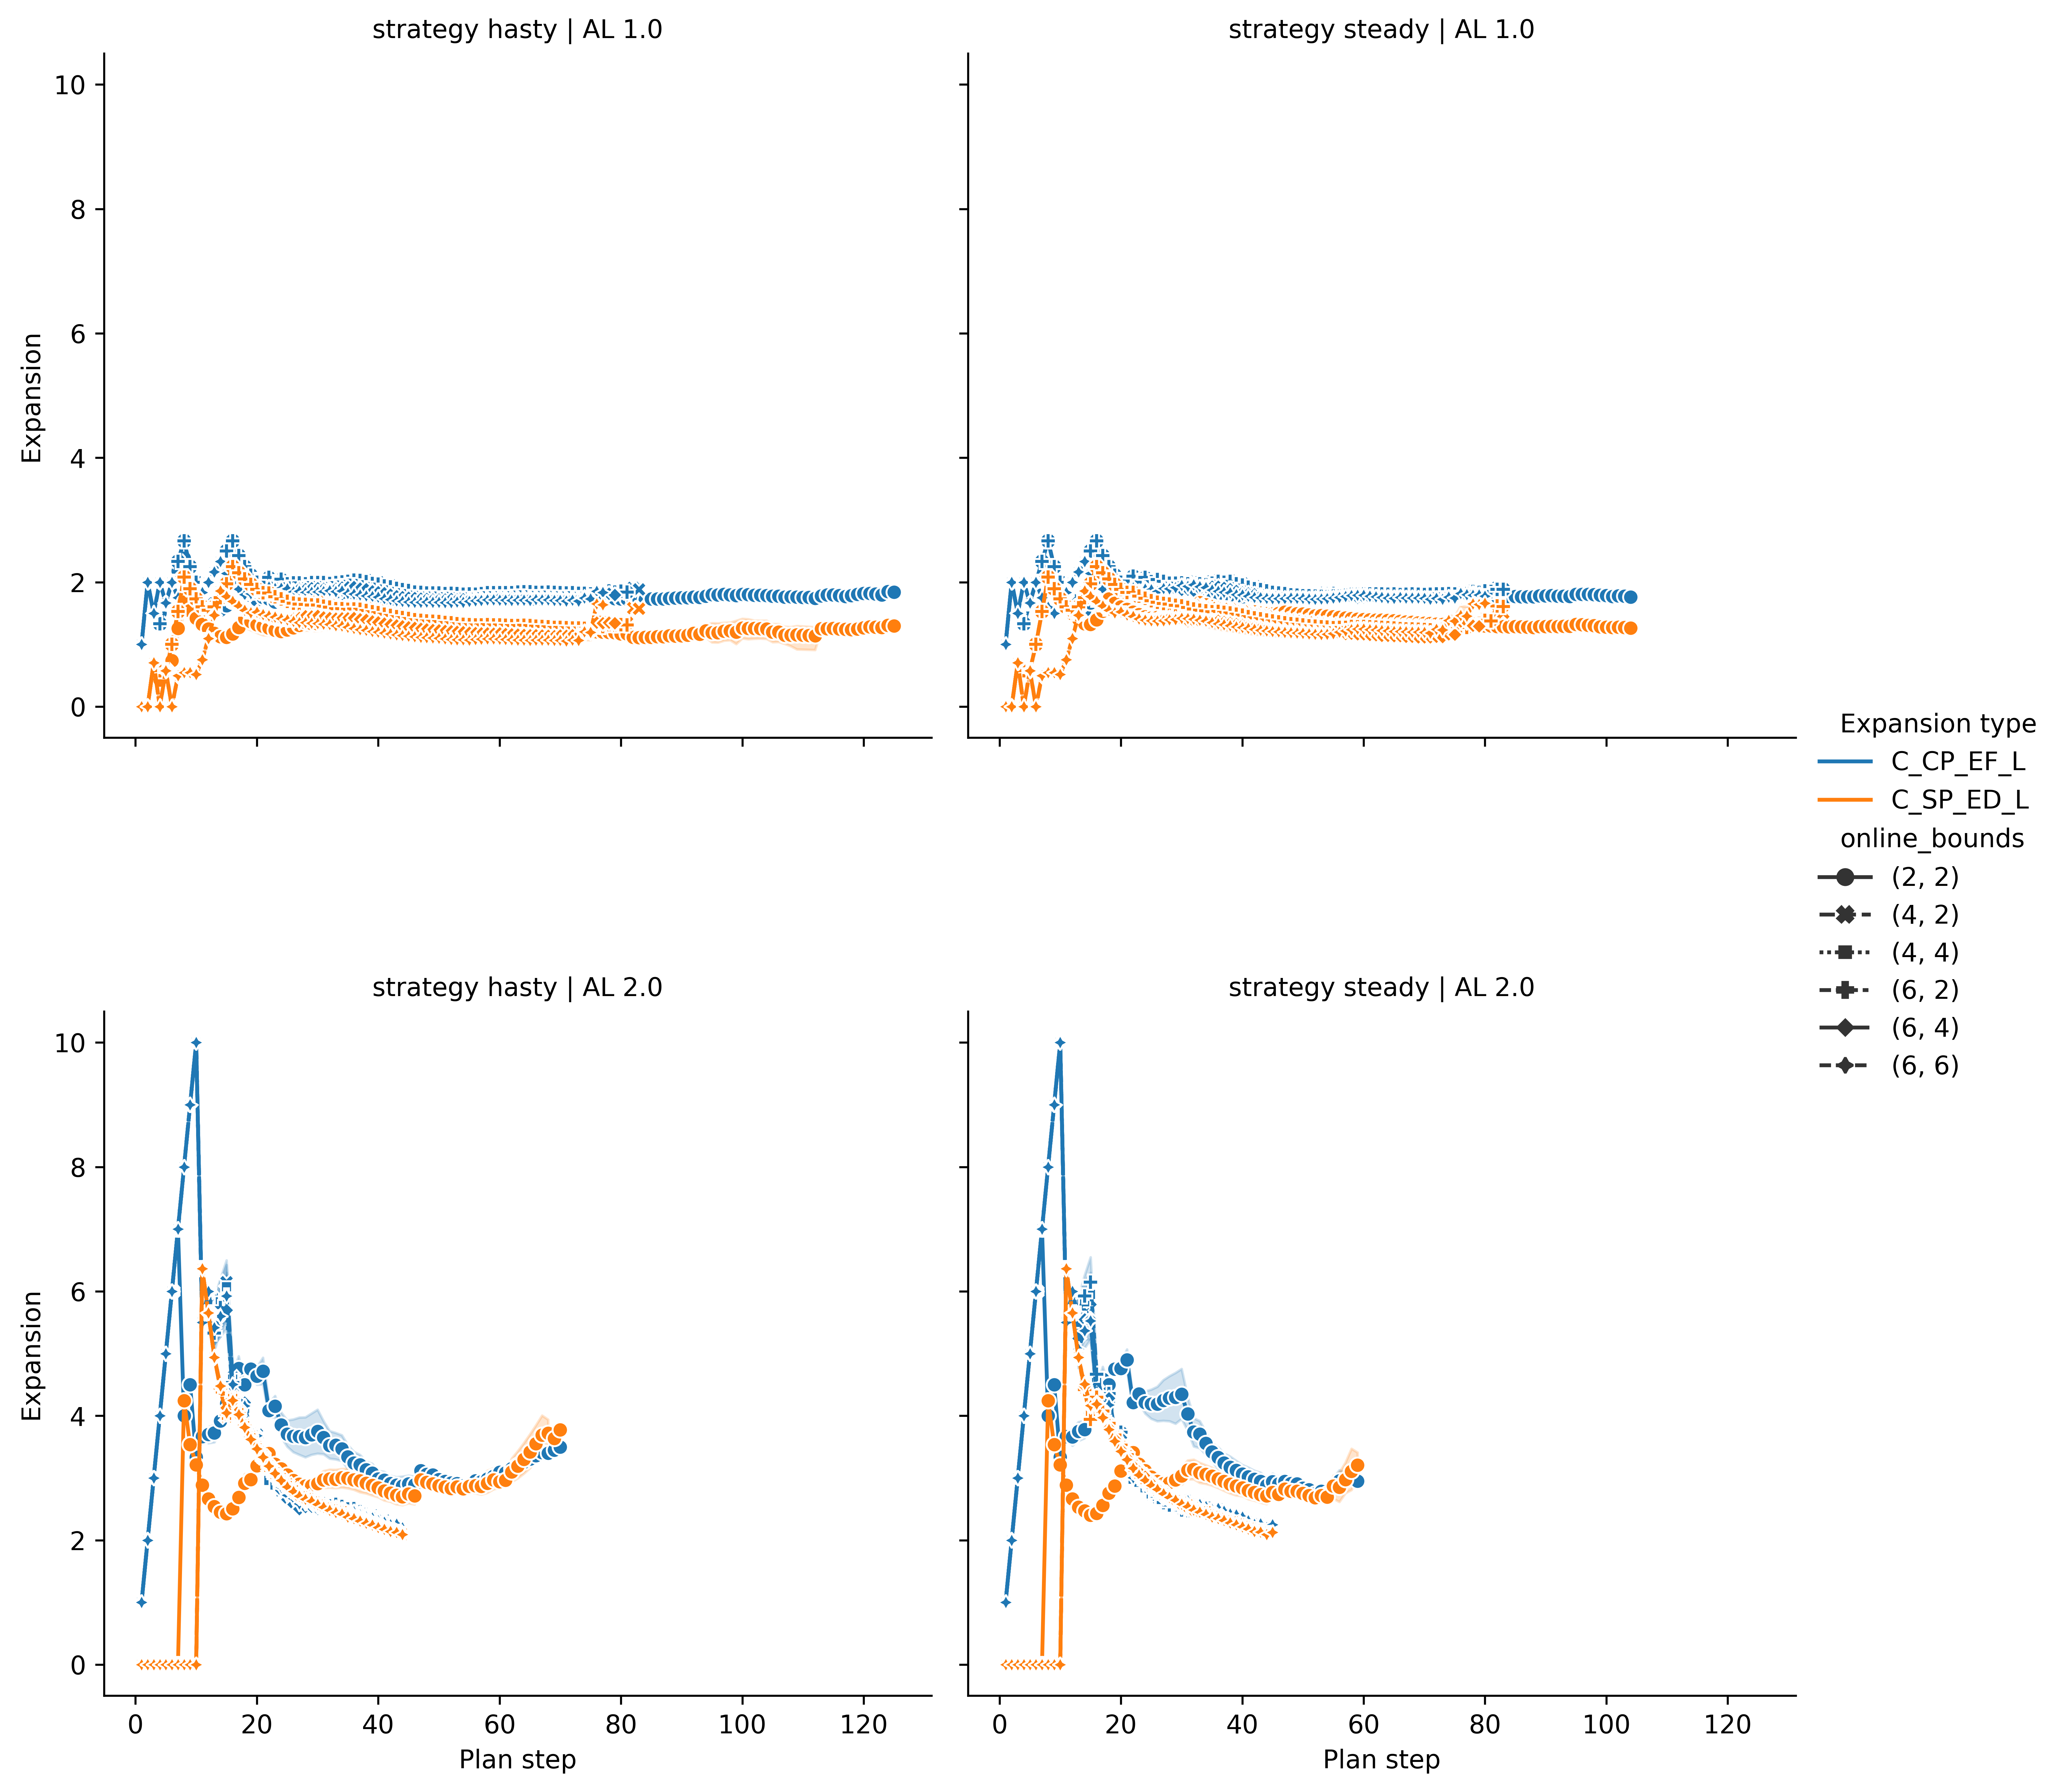 strategy hasty | AL 1.0
strategy steady | AL 1.0
10
8
6
4
2
0
Expansion
Expansion type
C_CP_EF_L
C_SP_ED_L
online_bounds
(2, 2)
(4, 2)
(4, 4)
(6, 2)
(6, 4)
(6, 6)
strategy hasty | AL 2.0
strategy steady | AL 2.0
10
8
6
4
2
0
Expansion
0 20 40 60 80 100 120
0 20 40 60 80 100 120
Plan step
Plan step